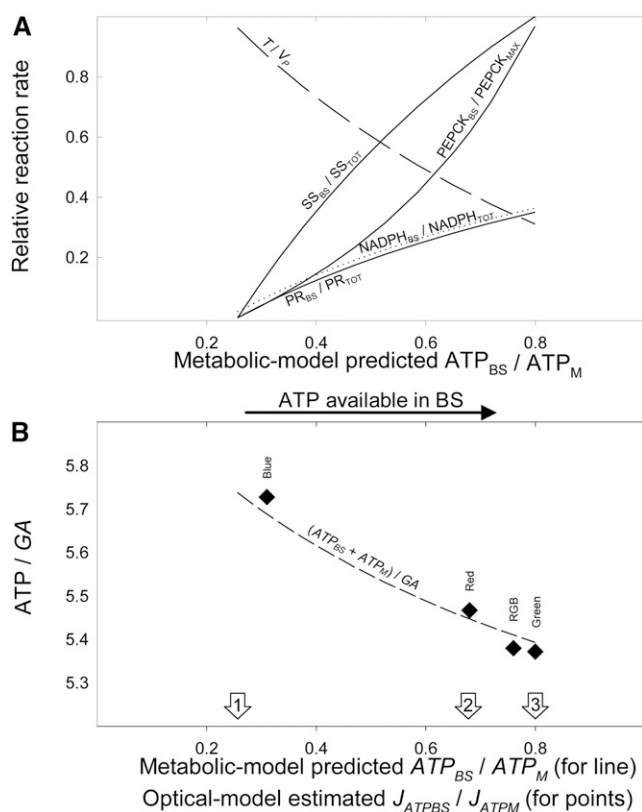 A
Relative reaction rate
0.8
0.6
0.4
0.2
T / V_P
SS_BS / SS_TOT
PEPCK_BS / PEPCK_MAX
NADPH_BS / NADPH_TOT
PR_BS / PR_TOT
0.2 0.4 0.6 0.8
Metabolic-model predicted ATP_BS / ATP_M
ATP available in BS
B
ATP / GA
5.8
5.7
5.6
5.5
5.4
5.3
Blue
(ATP_BS + ATP_M) / GA
Red
RGB
Green
1 2 3
0.2 0.4 0.6 0.8
Metabolic-model predicted ATP_BS / ATP_M (for line)
Optical-model estimated J_ATPBS / J_ATPM (for points)